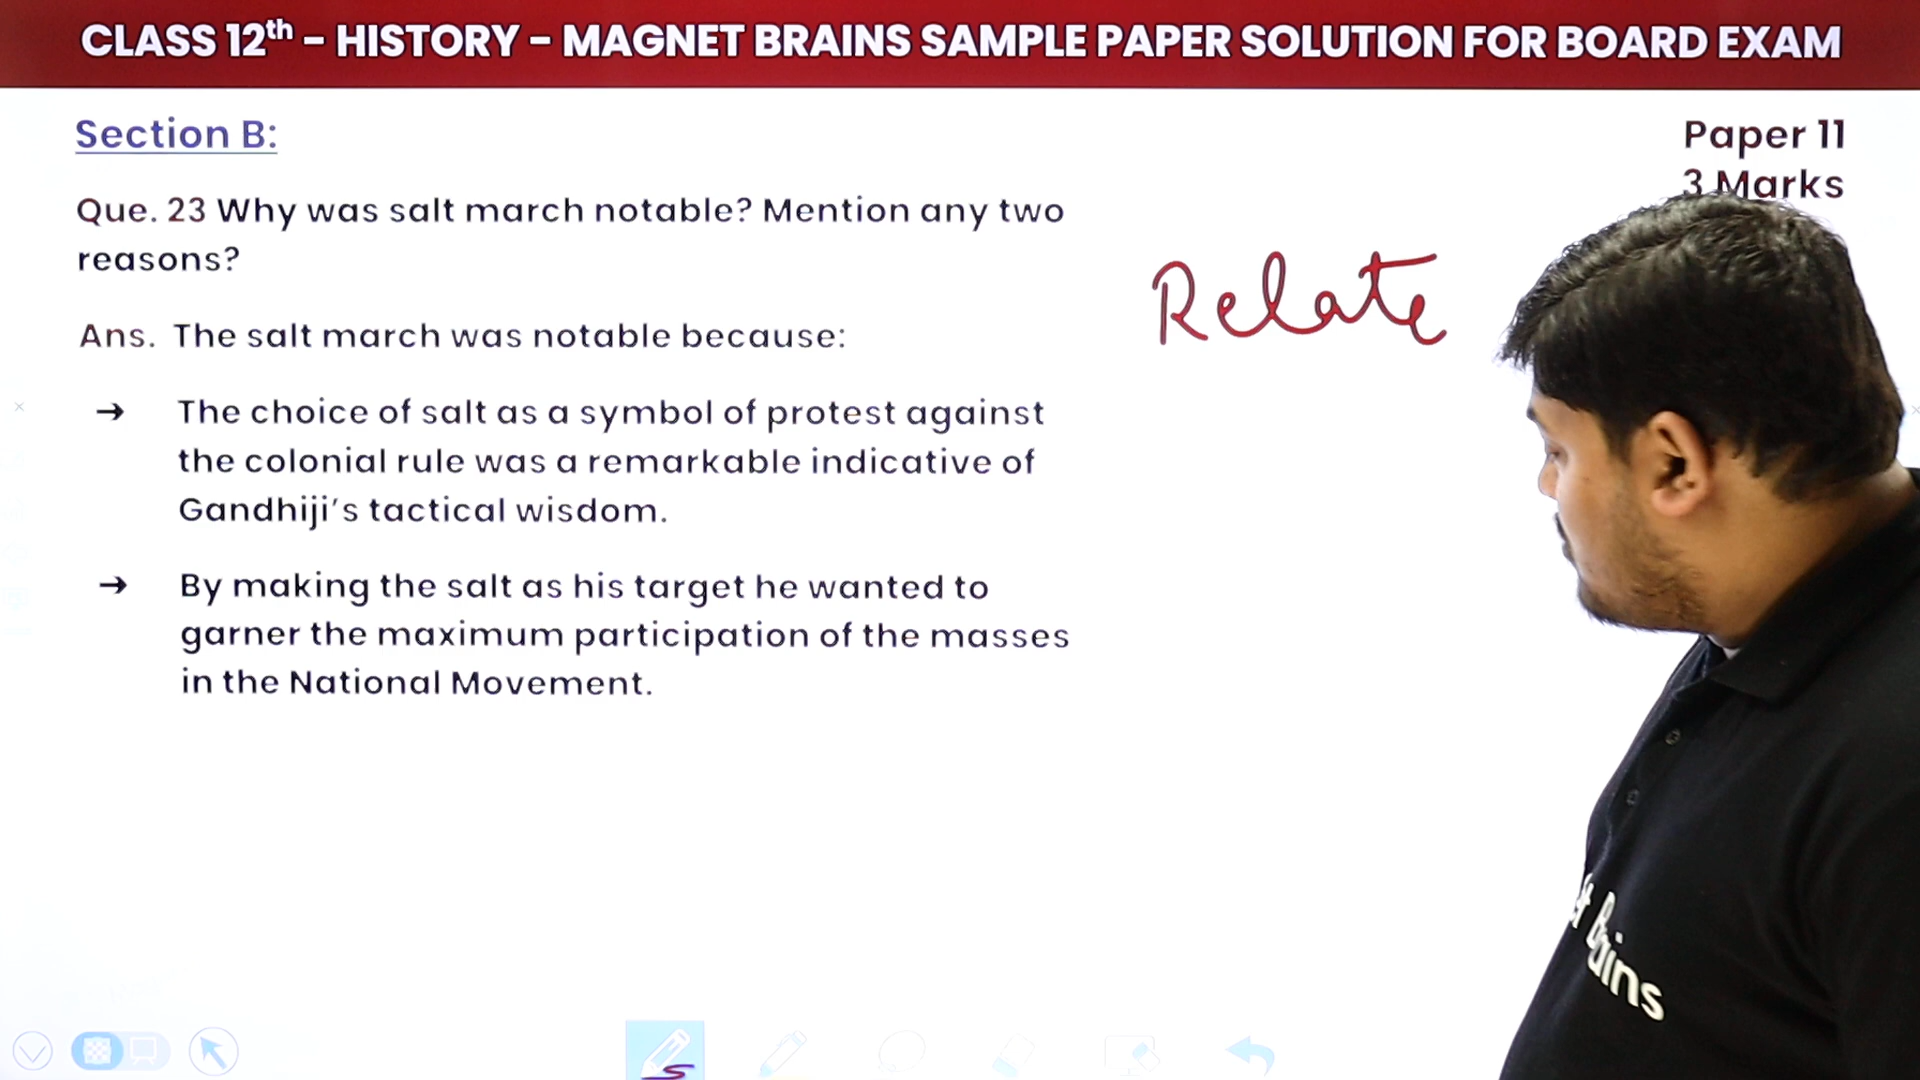 CLASS 12th - HISTORY - MAGNET BRAINS SAMPLE PAPER SOLUTION FOR BOARD EXAM
Section B:
Paper 11
3 Marks
Que. 23 Why was salt march notable? Mention any two
reasons?
Relate
Ans. The salt march was notable because:
→ The choice of salt as a symbol of protest against
the colonial rule was a remarkable indicative of
Gandhiji's tactical wisdom.
→ By making the salt as his target he wanted to
garner the maximum participation of the masses
in the National Movement.
Brains